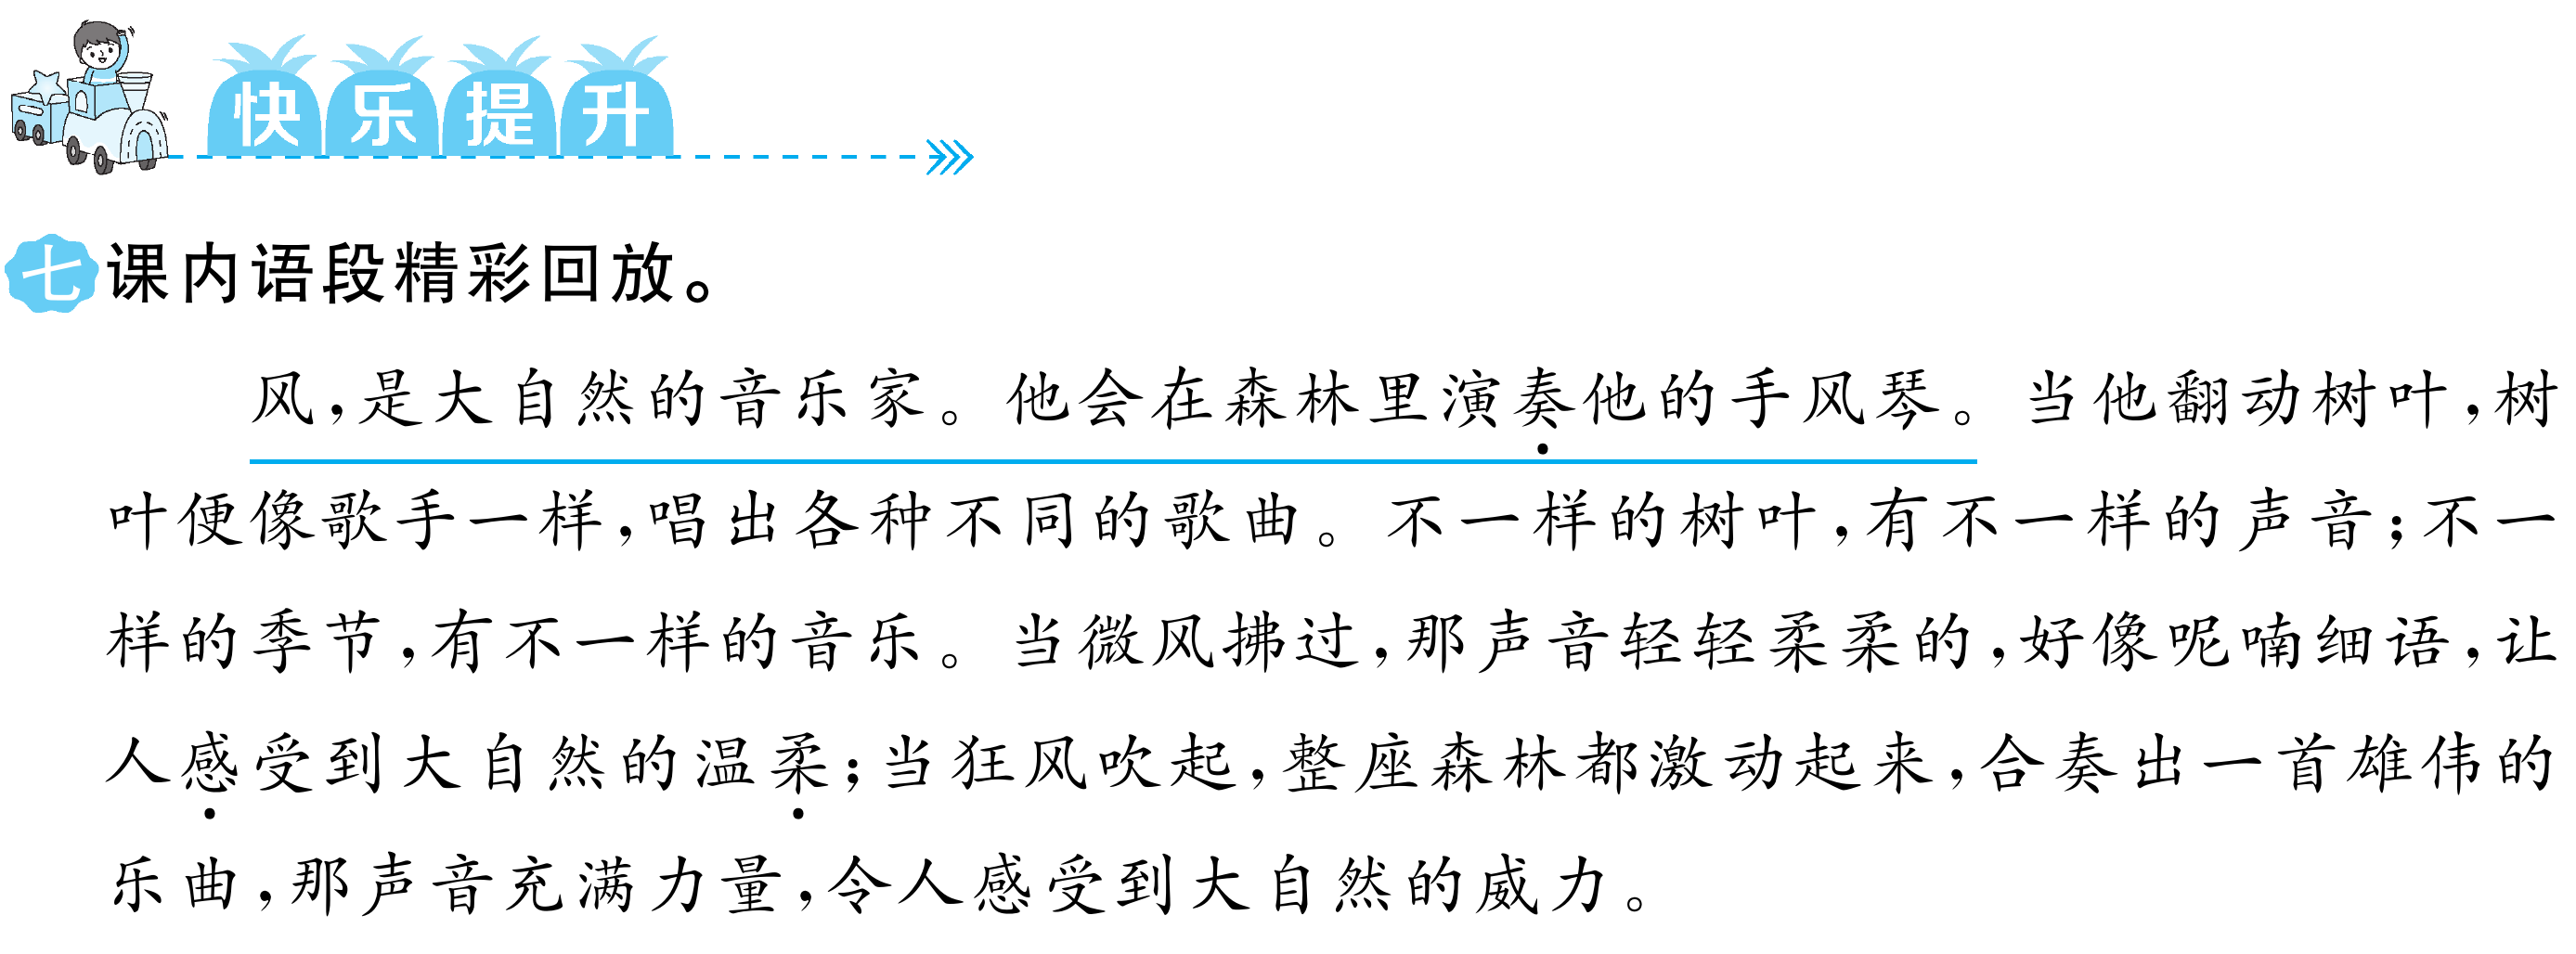 快乐提升
七 课内语段精彩回放。
风,是大自然的音乐家。他会在森林里演奏他的手风琴。当他翻动树叶,树
叶便像歌手一样,唱出各种不同的歌曲。不一样的树叶,有不一样的声音;不一
样的季节,有不一样的音乐。当微风拂过,那声音轻轻柔柔的,好像呢喃细语,让
人感受到大自然的温柔;当狂风吹起,整座森林都激动起来,合奏出一首雄伟的
乐曲,那声音充满力量,令人感受到大自然的威力。